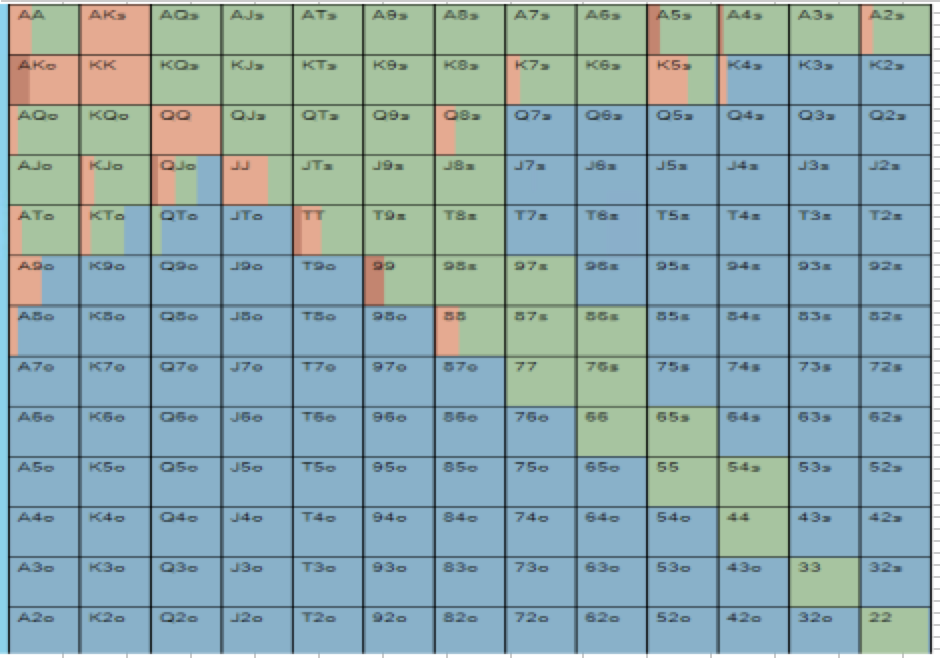 AA AKs AQs AJs ATs A9s A8s A7s A6s A5s A4s A3s A2s
AKo KK KQs KJs KTs K9s K8s K7s K6s K5s K4s K3s K2s
AQo KQo QQ QJs QTs Q9s Q8s Q7s Q6s Q5s Q4s Q3s Q2s
AJo KJo QJo JJ JTs J9s J8s J7s J6s J5s J4s J3s J2s
ATo KTo QTo JTo TT T9s T8s T7s T6s T5s T4s T3s T2s
A9o K9o Q9o J9o T9o 99 98s 97s 96s 95s 94s 93s 92s
A8o K8o Q8o J8o T8o 98o 88 87s 86s 85s 84s 83s 82s
A7o K7o Q7o J7o T7o 97o 87o 77 76s 75s 74s 73s 72s
A6o K6o Q6o J6o T6o 96o 86o 76o 66 65s 64s 63s 62s
A5o K5o Q5o J5o T5o 95o 85o 75o 65o 55 54s 53s 52s
A4o K4o Q4o J4o T4o 94o 84o 74o 64o 54o 44 43s 42s
A3o K3o Q3o J3o T3o 93o 83o 73o 63o 53o 43o 33 32s
A2o K2o Q2o J2o T2o 92o 82o 72o 62o 52o 42o 32o 22